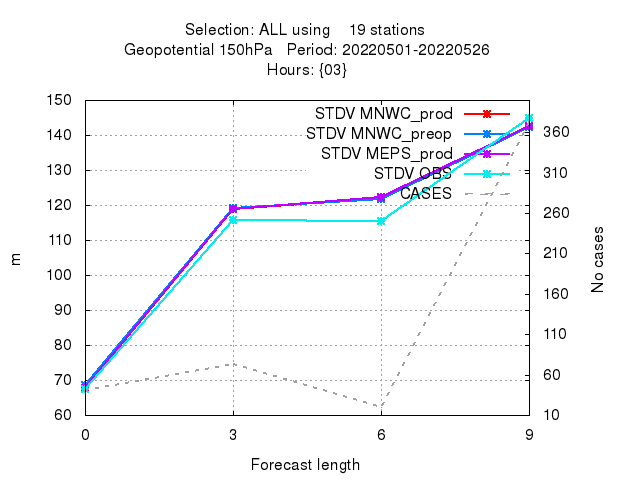 Selection: ALL using 19 stations
Geopotential 150hPa Period: 20220501-20220526
Hours: {03}
STDV MNWC_prod
STDV MNWC_preop
STDV MEPS_prod
STDV OBS
CASES
150
140
130
120
110
100
90
80
70
60
m
360
310
260
210
160
110
60
10
No cases
0 3 6 9
Forecast length